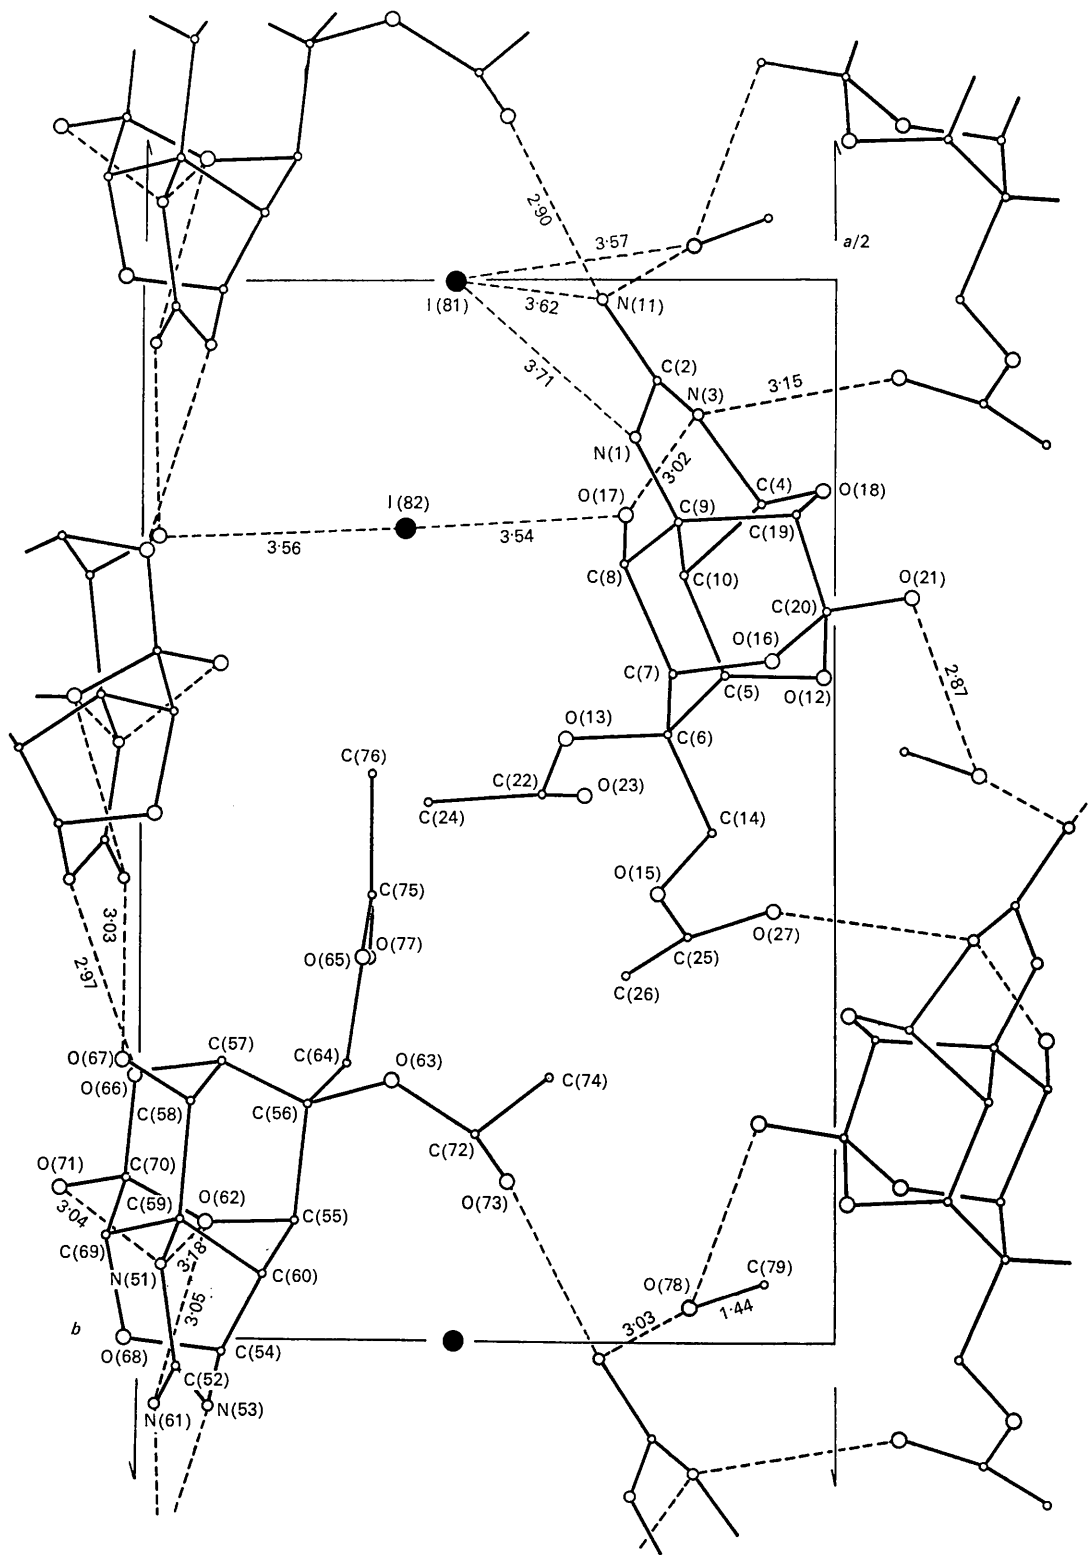 2·90
3·57
a/2
I(81)
3·62
N(11)
3·71
C(2)
N(3)
3·15
N(1)
3·02
C(4)
O(18)
I(82)
O(17)
C(9)
C(19)
3·56
3·54
C(8)
C(10)
O(21)
C(20)
O(16)
2·87
C(7)
C(5)
O(12)
O(13)
C(6)
C(76)
C(22)
O(23)
C(24)
C(14)
O(15)
C(75)
3·03
O(27)
O(77)
O(65)
C(25)
2·97
C(26)
C(57)
O(67)
C(64)
O(63)
O(66)
C(74)
C(58)
C(56)
C(72)
O(71)
C(70)
O(62)
C(59)
O(73)
3·04
C(55)
C(69)
3·18
N(51)
C(60)
C(79)
O(78)
3·05
1·44
3·03
b
O(68)
C(54)
C(52)
N(61)
N(53)